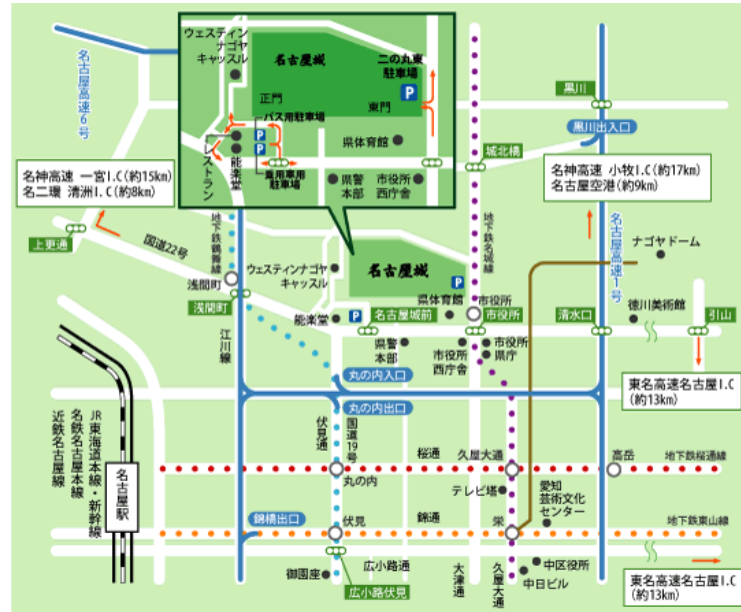 ウェスティン
ナゴヤ
キャッスル
名古屋城
二の丸東
駐車場
P
正門
東門
バス用駐車場
P
P
乗用車用
駐車場
レストラン
能楽堂
県体育館
県警
本部
市役所
西庁舎
名古屋高速6号
黒川
黒川出入口
城北橋
名神高速 一宮I.C(約15km)
名二環 清洲I.C(約8km)
名神高速 小牧I.C(約17km)
名古屋空港(約9km)
上更通
国道22号
地下鉄鶴舞線
地下鉄名城線
名古屋高速1号
ナゴヤドーム
浅間町
浅間町
ウェスティンナゴヤ
キャッスル
名古屋城
P
能楽堂
P
名古屋城前
県体育館
市役所
市役所
清水口
徳川美術館
引山
江川線
県警
本部
市役所
西庁舎
市役所
県庁
丸の内入口
丸の内出口
東名高速名古屋I.C
(約13km)
伏見通
国道19号
桜通
久屋大通
高岳
地下鉄桜通線
丸の内
テレビ塔
愛知
芸術文化
センター
JR東海道本線・新幹線
名鉄名古屋本線
近鉄名古屋線
名古屋駅
錦橋出口
伏見
錦通
栄
地下鉄東山線
御園座
広小路通
広小路伏見
大津通
久屋大通
中区役所
中日ビル
東名高速名古屋I.C
(約13km)